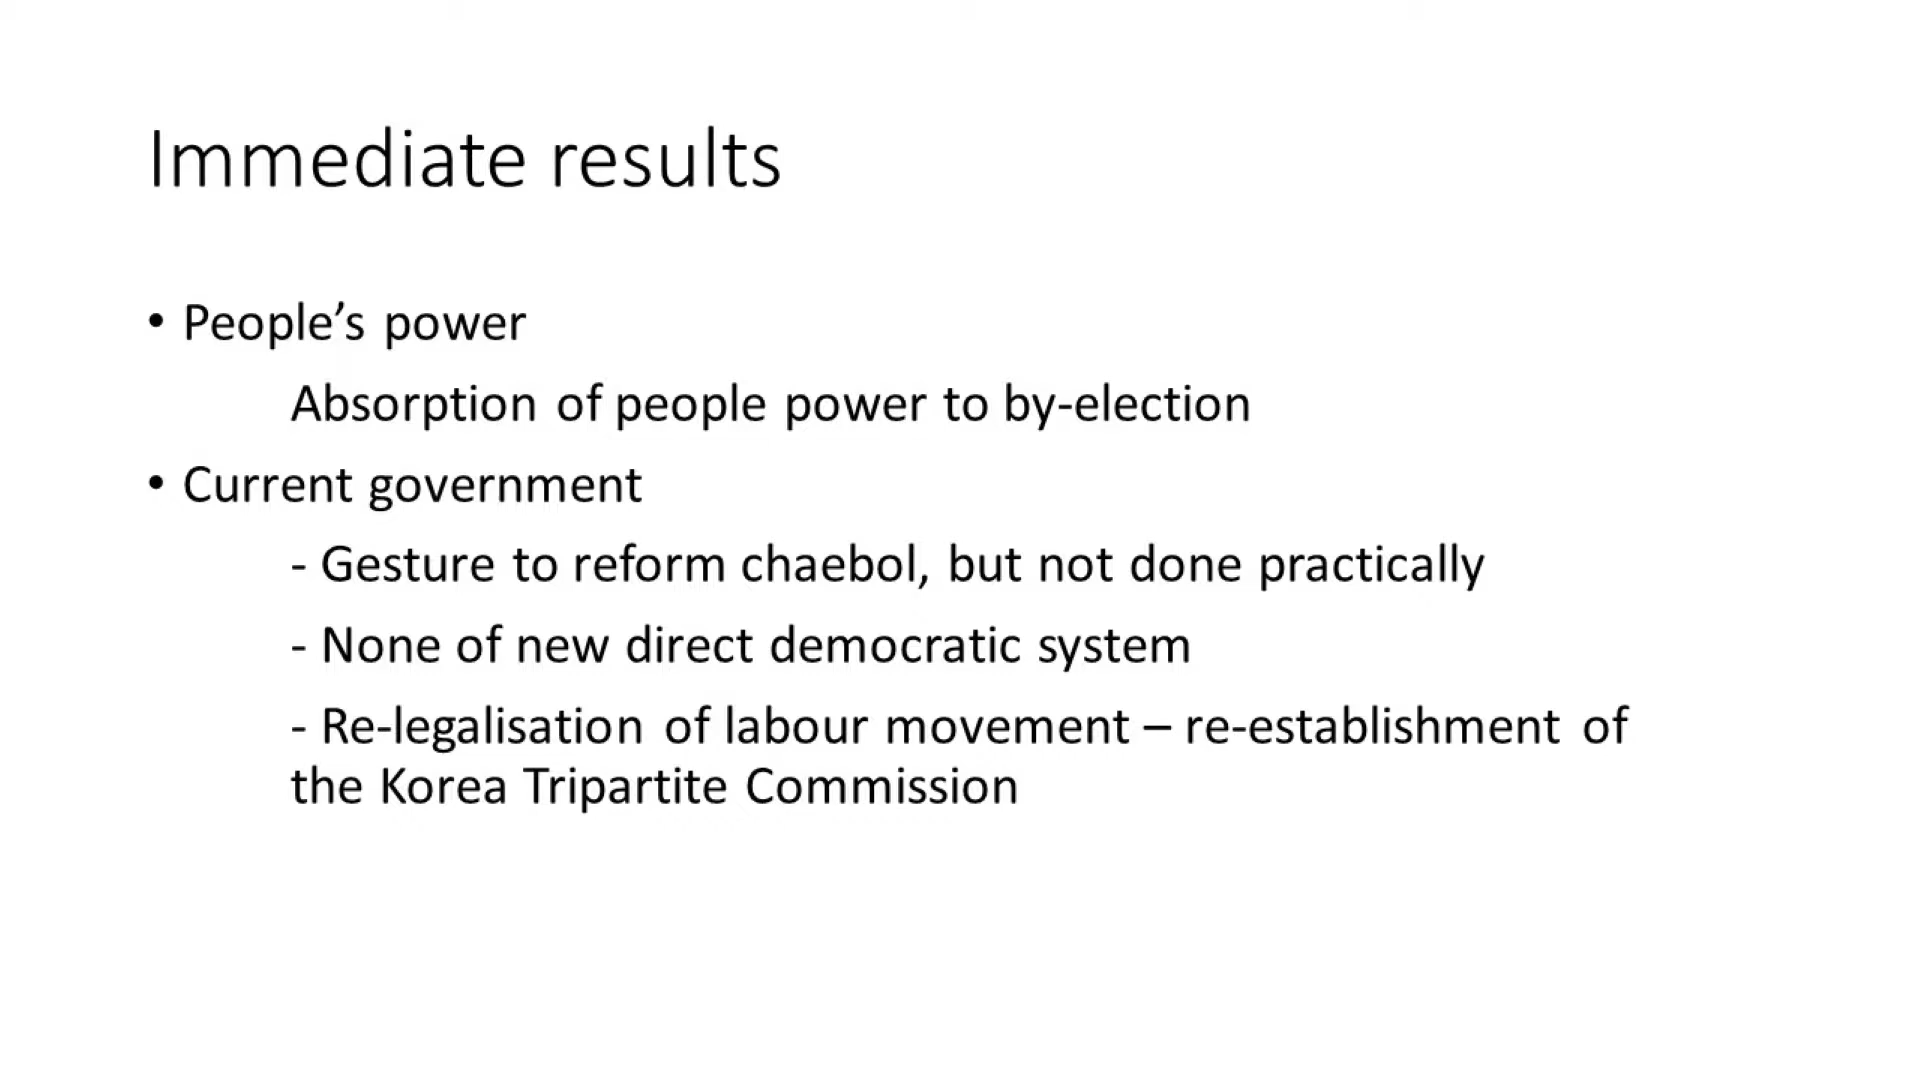 Immediate results
• People’s power
Absorption of people power to by-election
• Current government
- Gesture to reform chaebol, but not done practically
- None of new direct democratic system
- Re-legalisation of labour movement – re-establishment of
the Korea Tripartite Commission